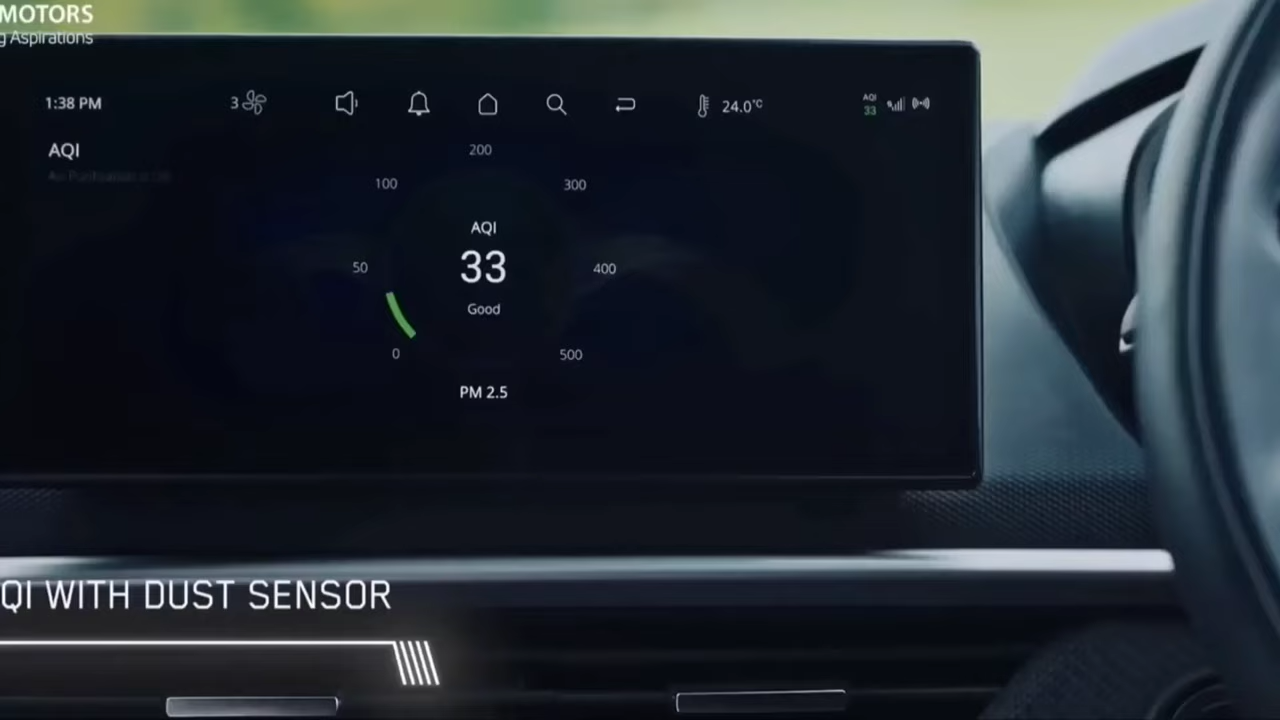 MOTORS
g Aspirations
1:38 PM
3
24.0°C
AQI
33
AQI
200
100
300
AQI
50
33
400
Good
0
500
PM 2.5
QI WITH DUST SENSOR